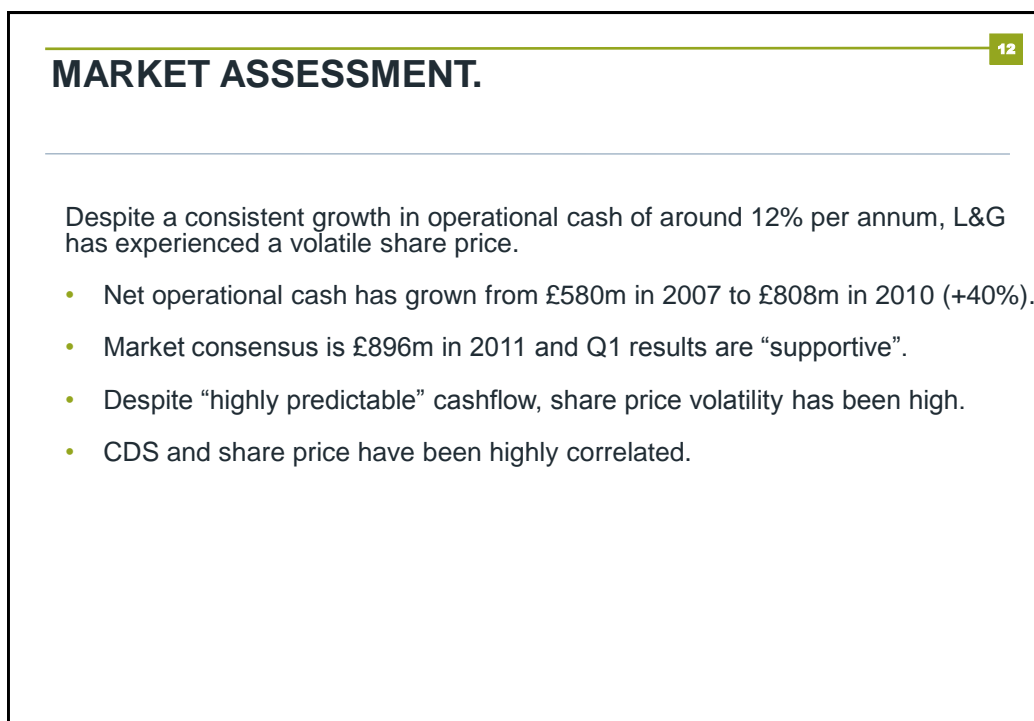 12
MARKET ASSESSMENT.
Despite a consistent growth in operational cash of around 12% per annum, L&G
has experienced a volatile share price.
• Net operational cash has grown from £580m in 2007 to £808m in 2010 (+40%).
• Market consensus is £896m in 2011 and Q1 results are “supportive”.
• Despite “highly predictable” cashflow, share price volatility has been high.
• CDS and share price have been highly correlated.